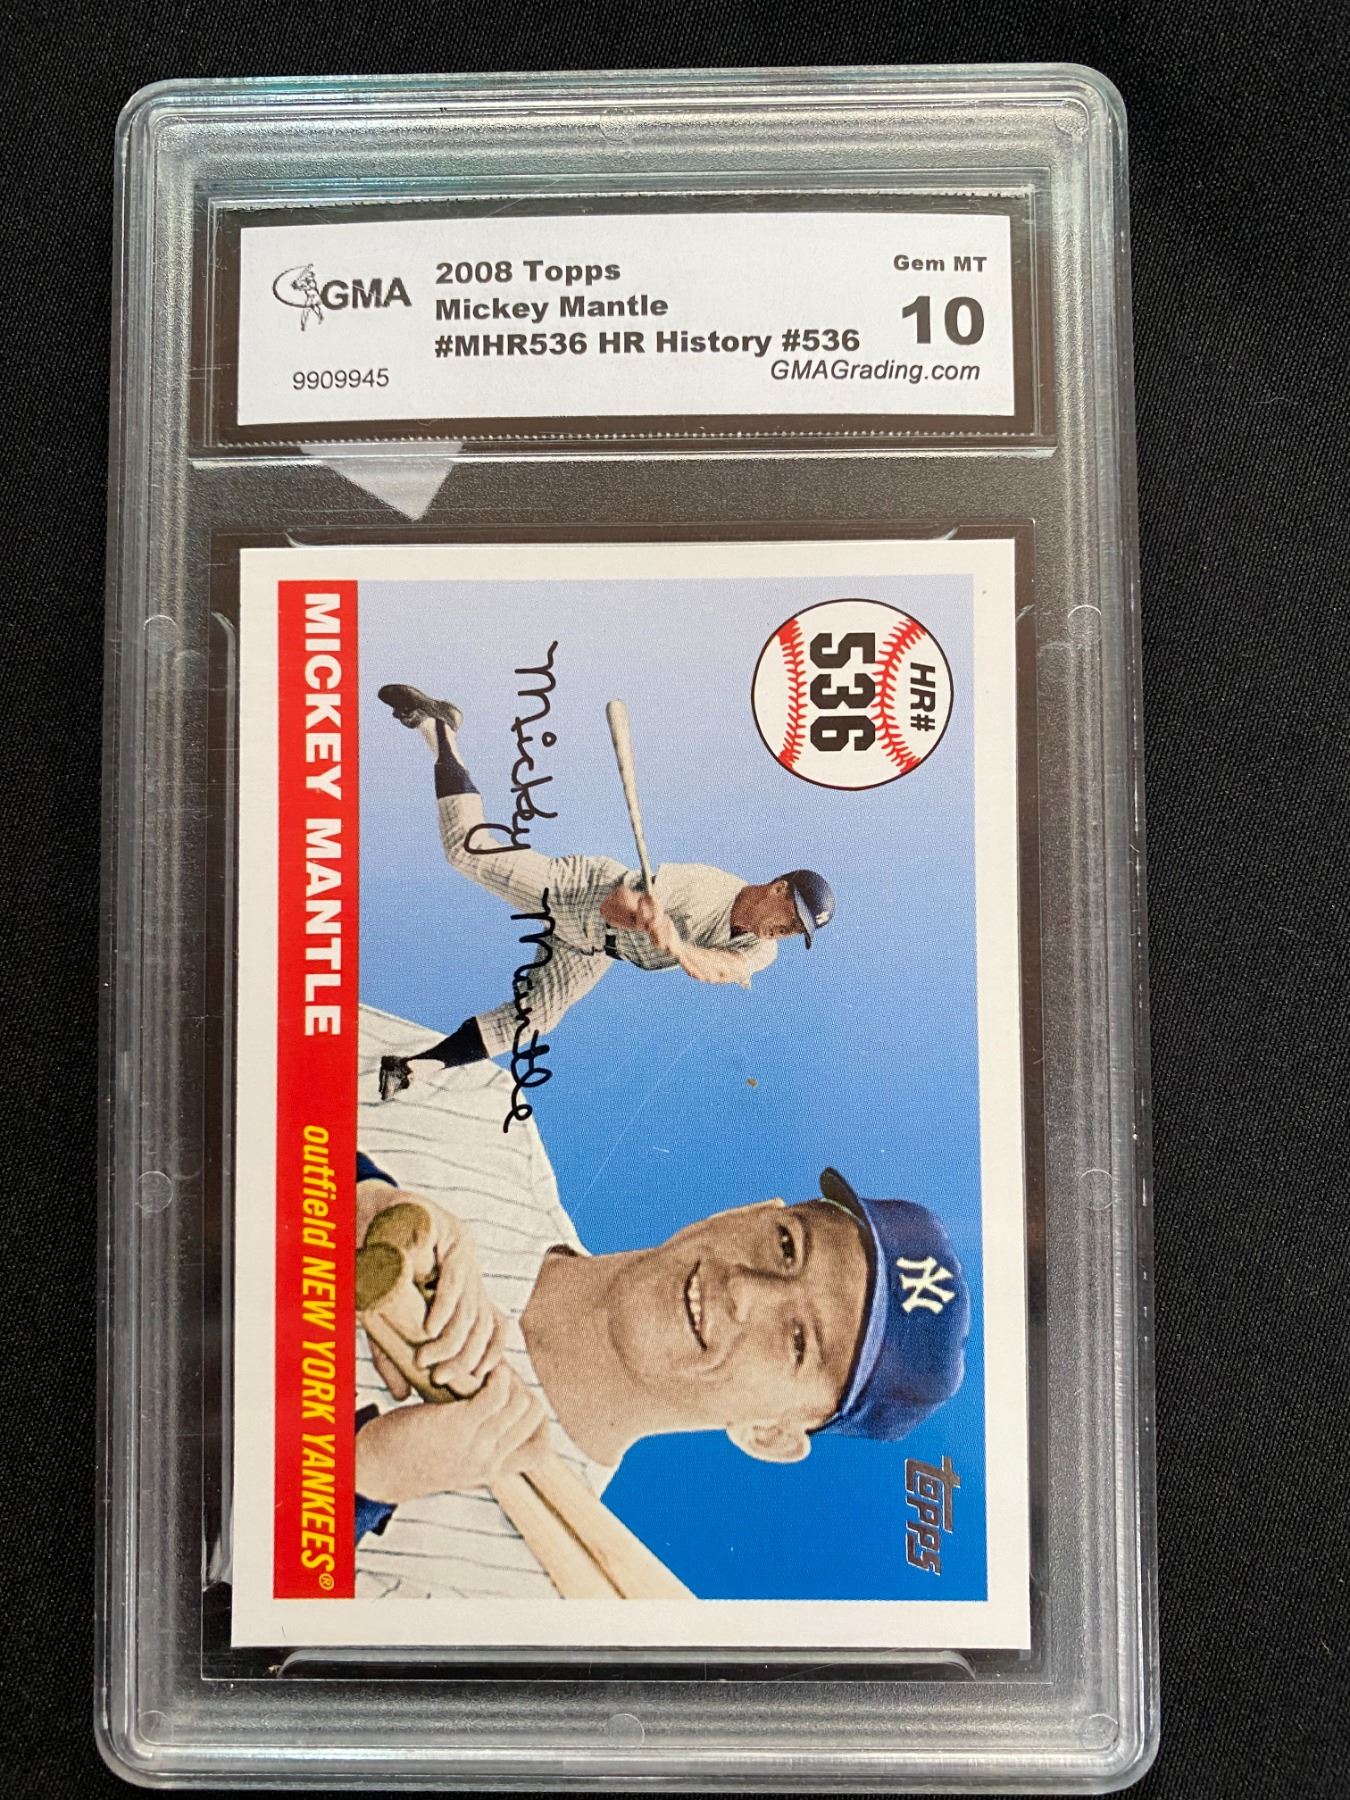 GMA
2008 Topps
Mickey Mantle
#MHR536 HR History #536
Gem MT
10
GMAGrading.com
9909945
HR#
536
Mickey Mantle
Topps
MICKEY MANTLE outfield NEW YORK YANKEES®
NY